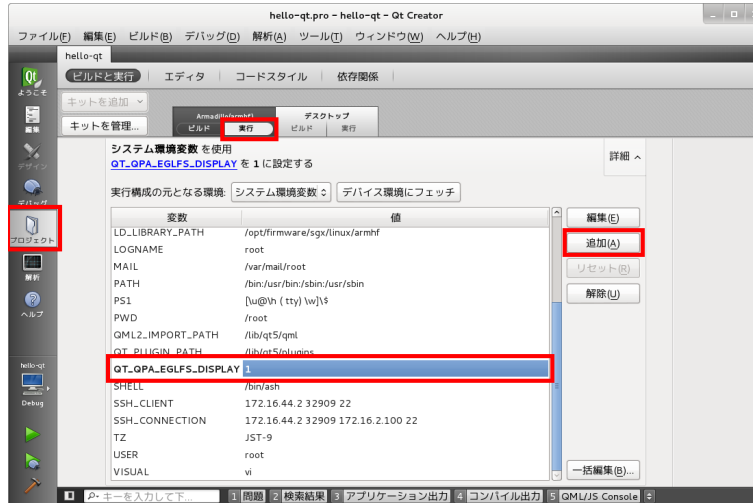 hello-qt.pro – hello-qt – Qt Creator
ファイル(F) 編集(E) ビルド(B) デバッグ(D) 解析(A) ツール(T) ウィンドウ(W) ヘルプ(H)
hello-qt
Qt
ようこそ
編集
デザイン
デバッグ
プロジェクト
解析
ヘルプ
hello-qt
Debug
ビルドと実行 エディタ コードスタイル 依存関係
キットを追加
キットを管理...
Armadillo(armhf)
ビルド 実行
デスクトップ
ビルド 実行
システム環境変数 を使用
QT_QPA_EGLFS_DISPLAY を 1 に設定する
詳細
実行構成の元となる環境: システム環境変数 デバイス環境にフェッチ
変数 値
LD_LIBRARY_PATH /opt/firmware/sgx/linux/armhf
LOGNAME root
MAIL /var/mail/root
PATH /bin:/usr/bin:/sbin:/usr/sbin
PS1 [\u@\h ( tty) \w]\$
PWD /root
QML2_IMPORT_PATH /lib/qt5/qml
QT_PLUGIN_PATH /lib/qt5/plugins
QT_QPA_EGLFS_DISPLAY 1
SHELL /bin/ash
SSH_CLIENT 172.16.44.2 32909 22
SSH_CONNECTION 172.16.44.2 32909 172.16.2.100 22
TZ JST-9
USER root
VISUAL vi
編集(E)
追加(A)
リセット(R)
解除(U)
一括編集(B)...
キーを入力して下... 1 問題 2 検索結果 3 アプリケーション出力 4 コンパイル出力 5 QML/JS Console